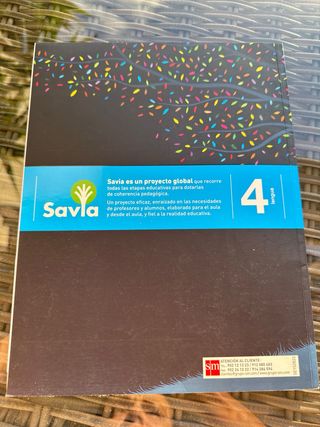 Savia es un proyecto global que recorre
todas las etapas educativas para dotarlas
de coherencia pedagógica.
Un proyecto eficaz, enraizado en las necesidades
de profesores y alumnos, elaborado para el aula
y desde el aula, y fiel a la realidad educativa.
Savia
4
lengua
sm
ATENCIÓN AL CLIENTE